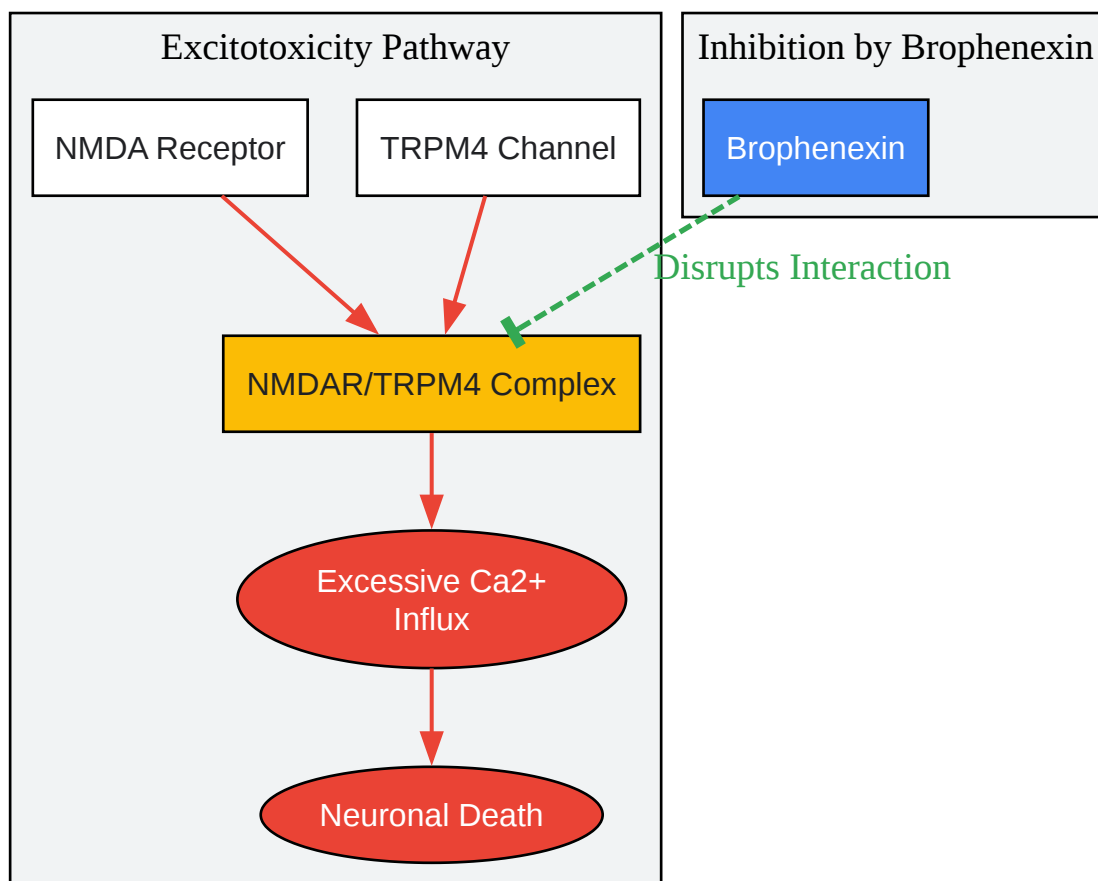 Excitotoxicity Pathway
Inhibition by Brophenexin
NMDA Receptor
TRPM4 Channel
Brophenexin
Disrupts Interaction
NMDAR/TRPM4 Complex
Excessive Ca2+
Influx
Neuronal Death